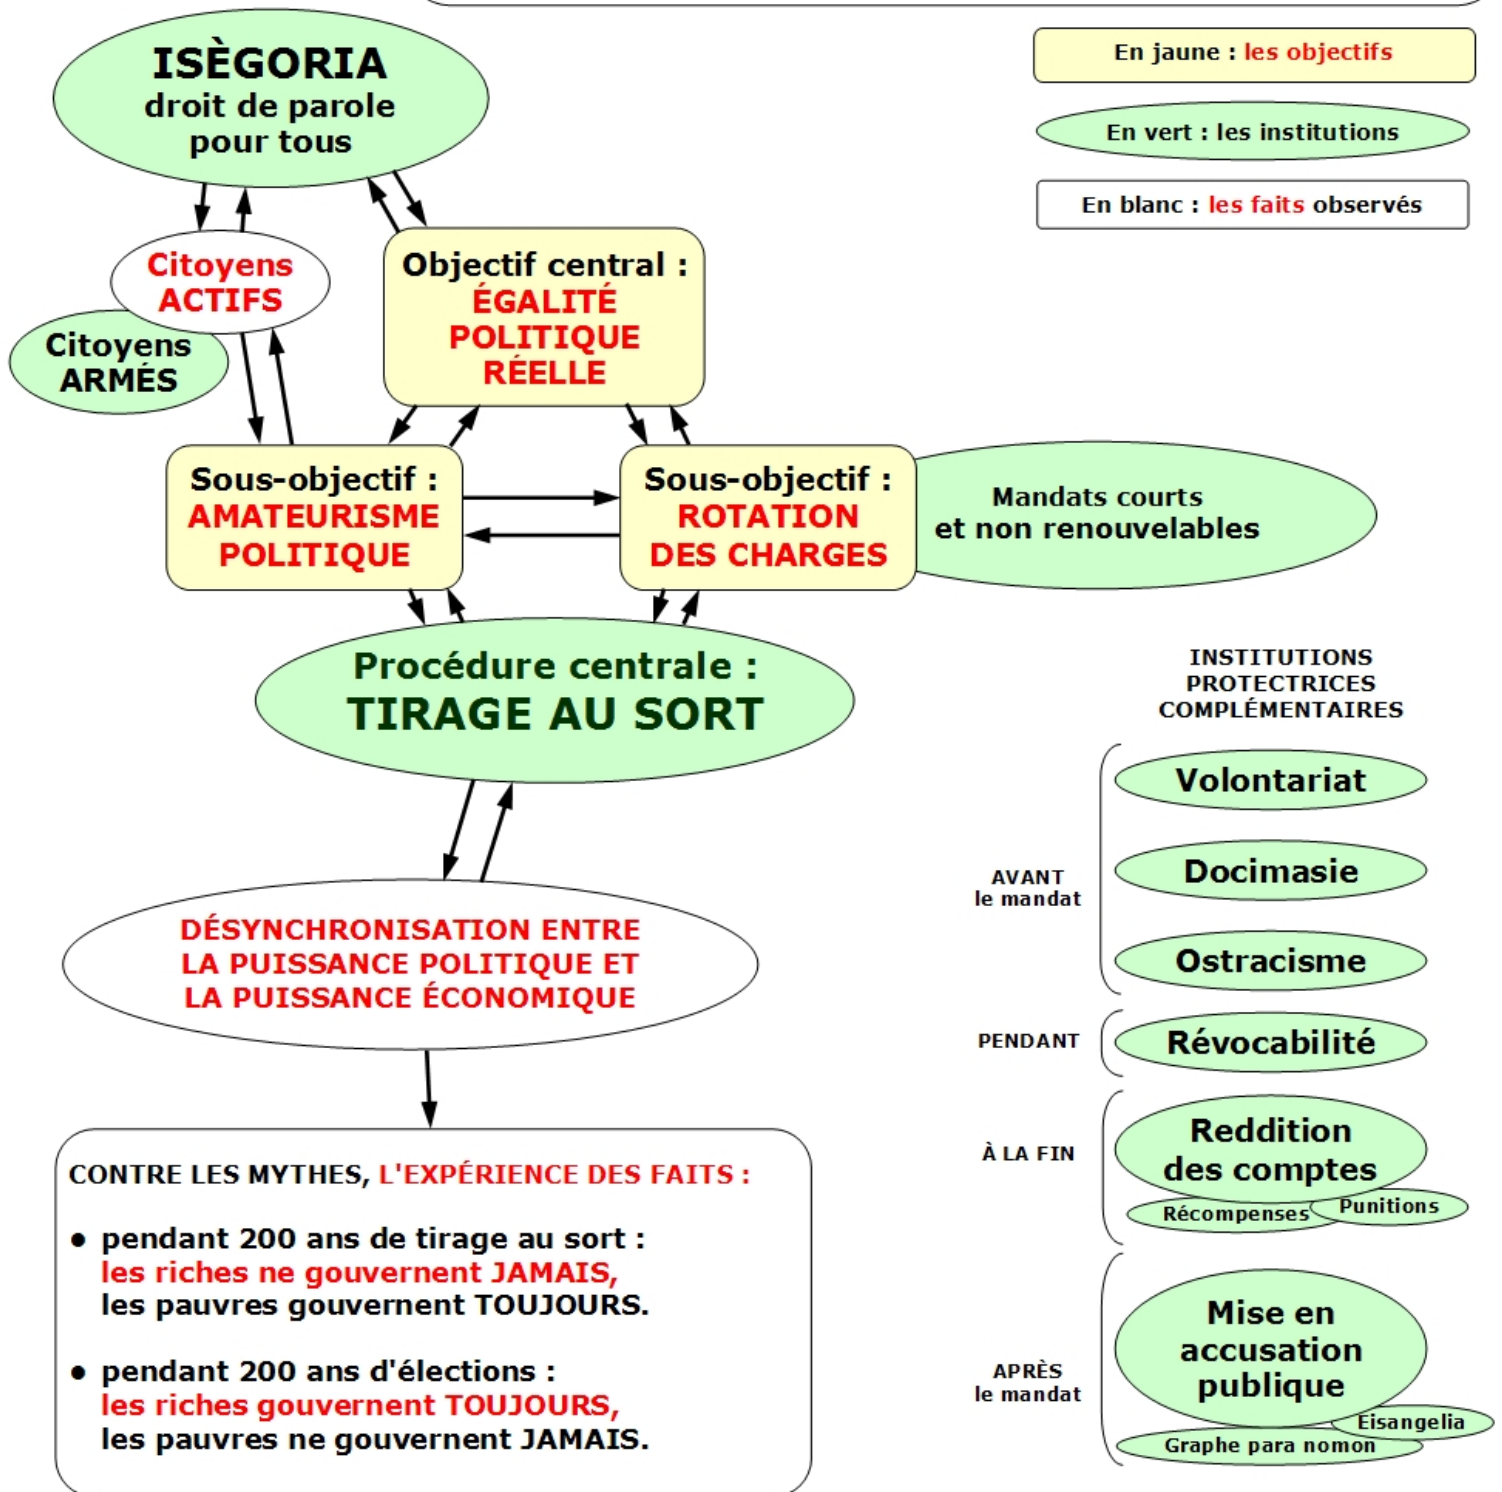 ISÈGORIA
droit de parole
pour tous
En jaune : les objectifs
En vert : les institutions
En blanc : les faits observés
Citoyens
ACTIFS
Citoyens
ARMÉS
Objectif central :
ÉGALITÉ
POLITIQUE
RÉELLE
Sous-objectif :
AMATEURISME
POLITIQUE
Sous-objectif :
ROTATION
DES CHARGES
Mandats courts
et non renouvelables
Procédure centrale :
TIRAGE AU SORT
DÉSYNCHRONISATION ENTRE
LA PUISSANCE POLITIQUE ET
LA PUISSANCE ÉCONOMIQUE
CONTRE LES MYTHES, L'EXPÉRIENCE DES FAITS :
● pendant 200 ans de tirage au sort :
les riches ne gouvernent JAMAIS,
les pauvres gouvernent TOUJOURS.
● pendant 200 ans d'élections :
les riches gouvernent TOUJOURS,
les pauvres ne gouvernent JAMAIS.
INSTITUTIONS
PROTECTRICES
COMPLÉMENTAIRES
AVANT
le mandat
Volontariat
Docimasie
Ostracisme
PENDANT
Révocabilité
À LA FIN
Reddition
des comptes
Récompenses
Punitions
APRÈS
le mandat
Mise en
accusation
publique
Eisangelia
Graphe para nomon